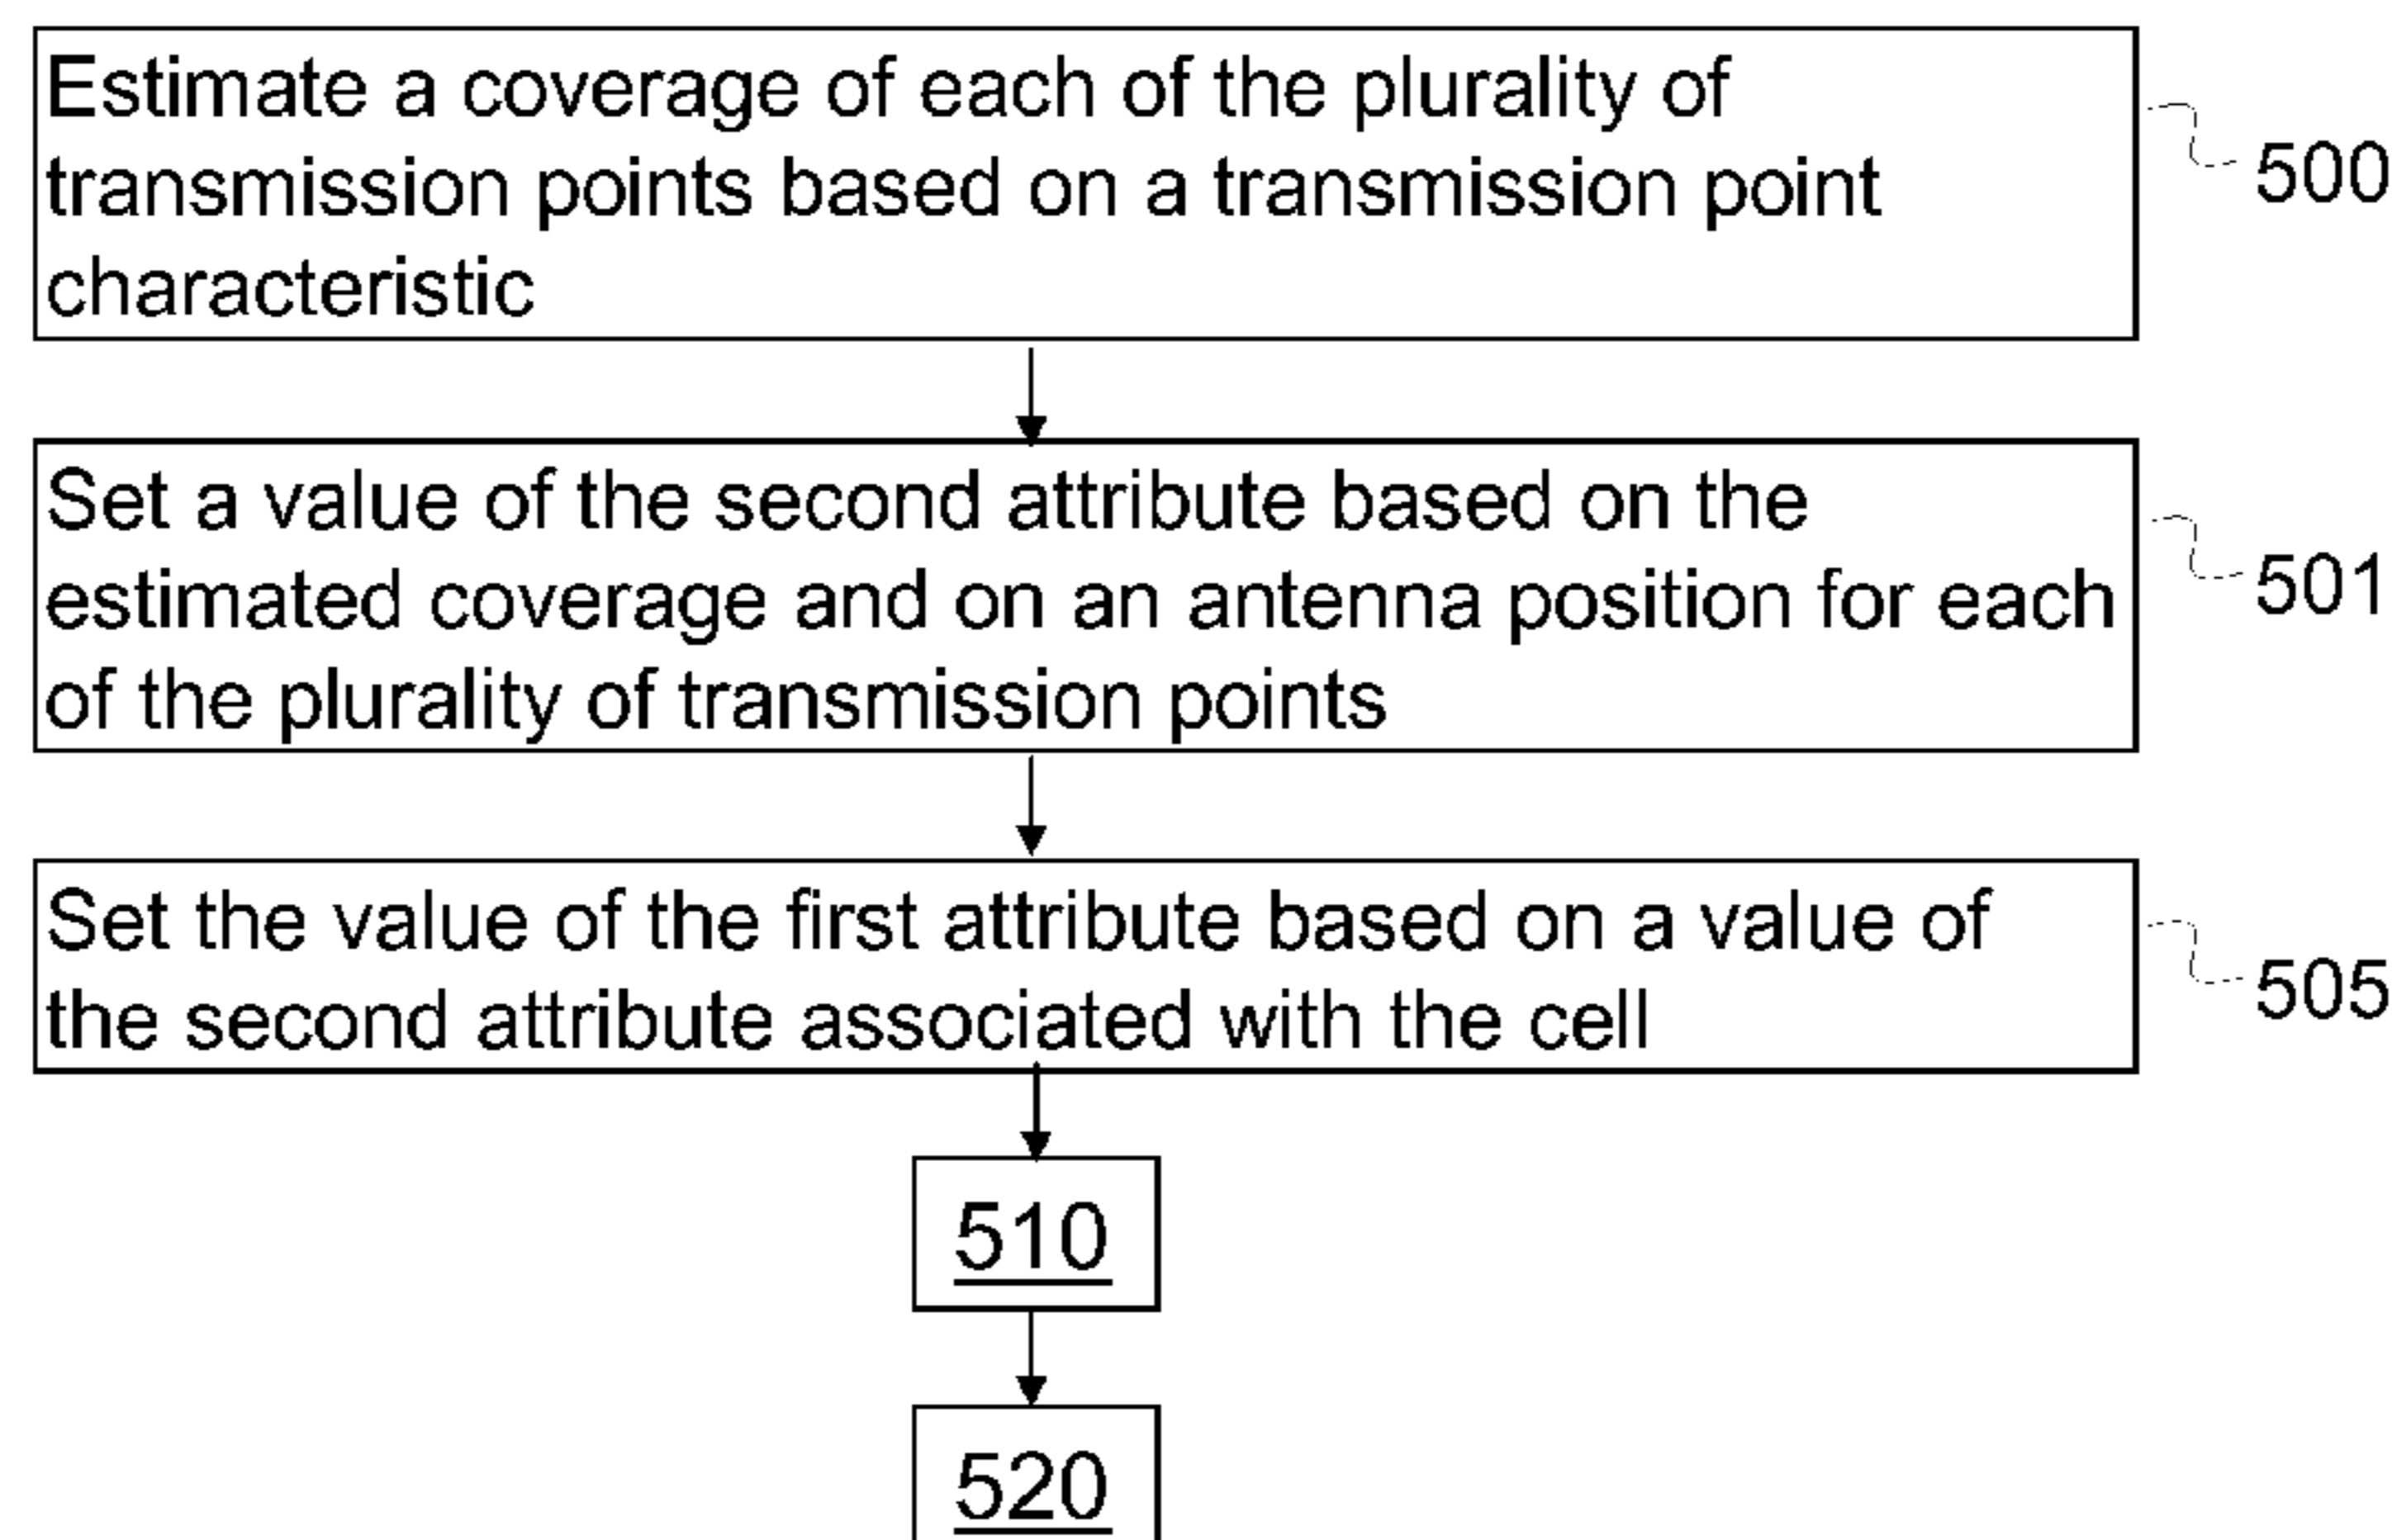 Estimate a coverage of each of the plurality of
transmission points based on a transmission point
characteristic
500
Set a value of the second attribute based on the
estimated coverage and on an antenna position for each
of the plurality of transmission points
501
Set the value of the first attribute based on a value of
the second attribute associated with the cell
505
510
520